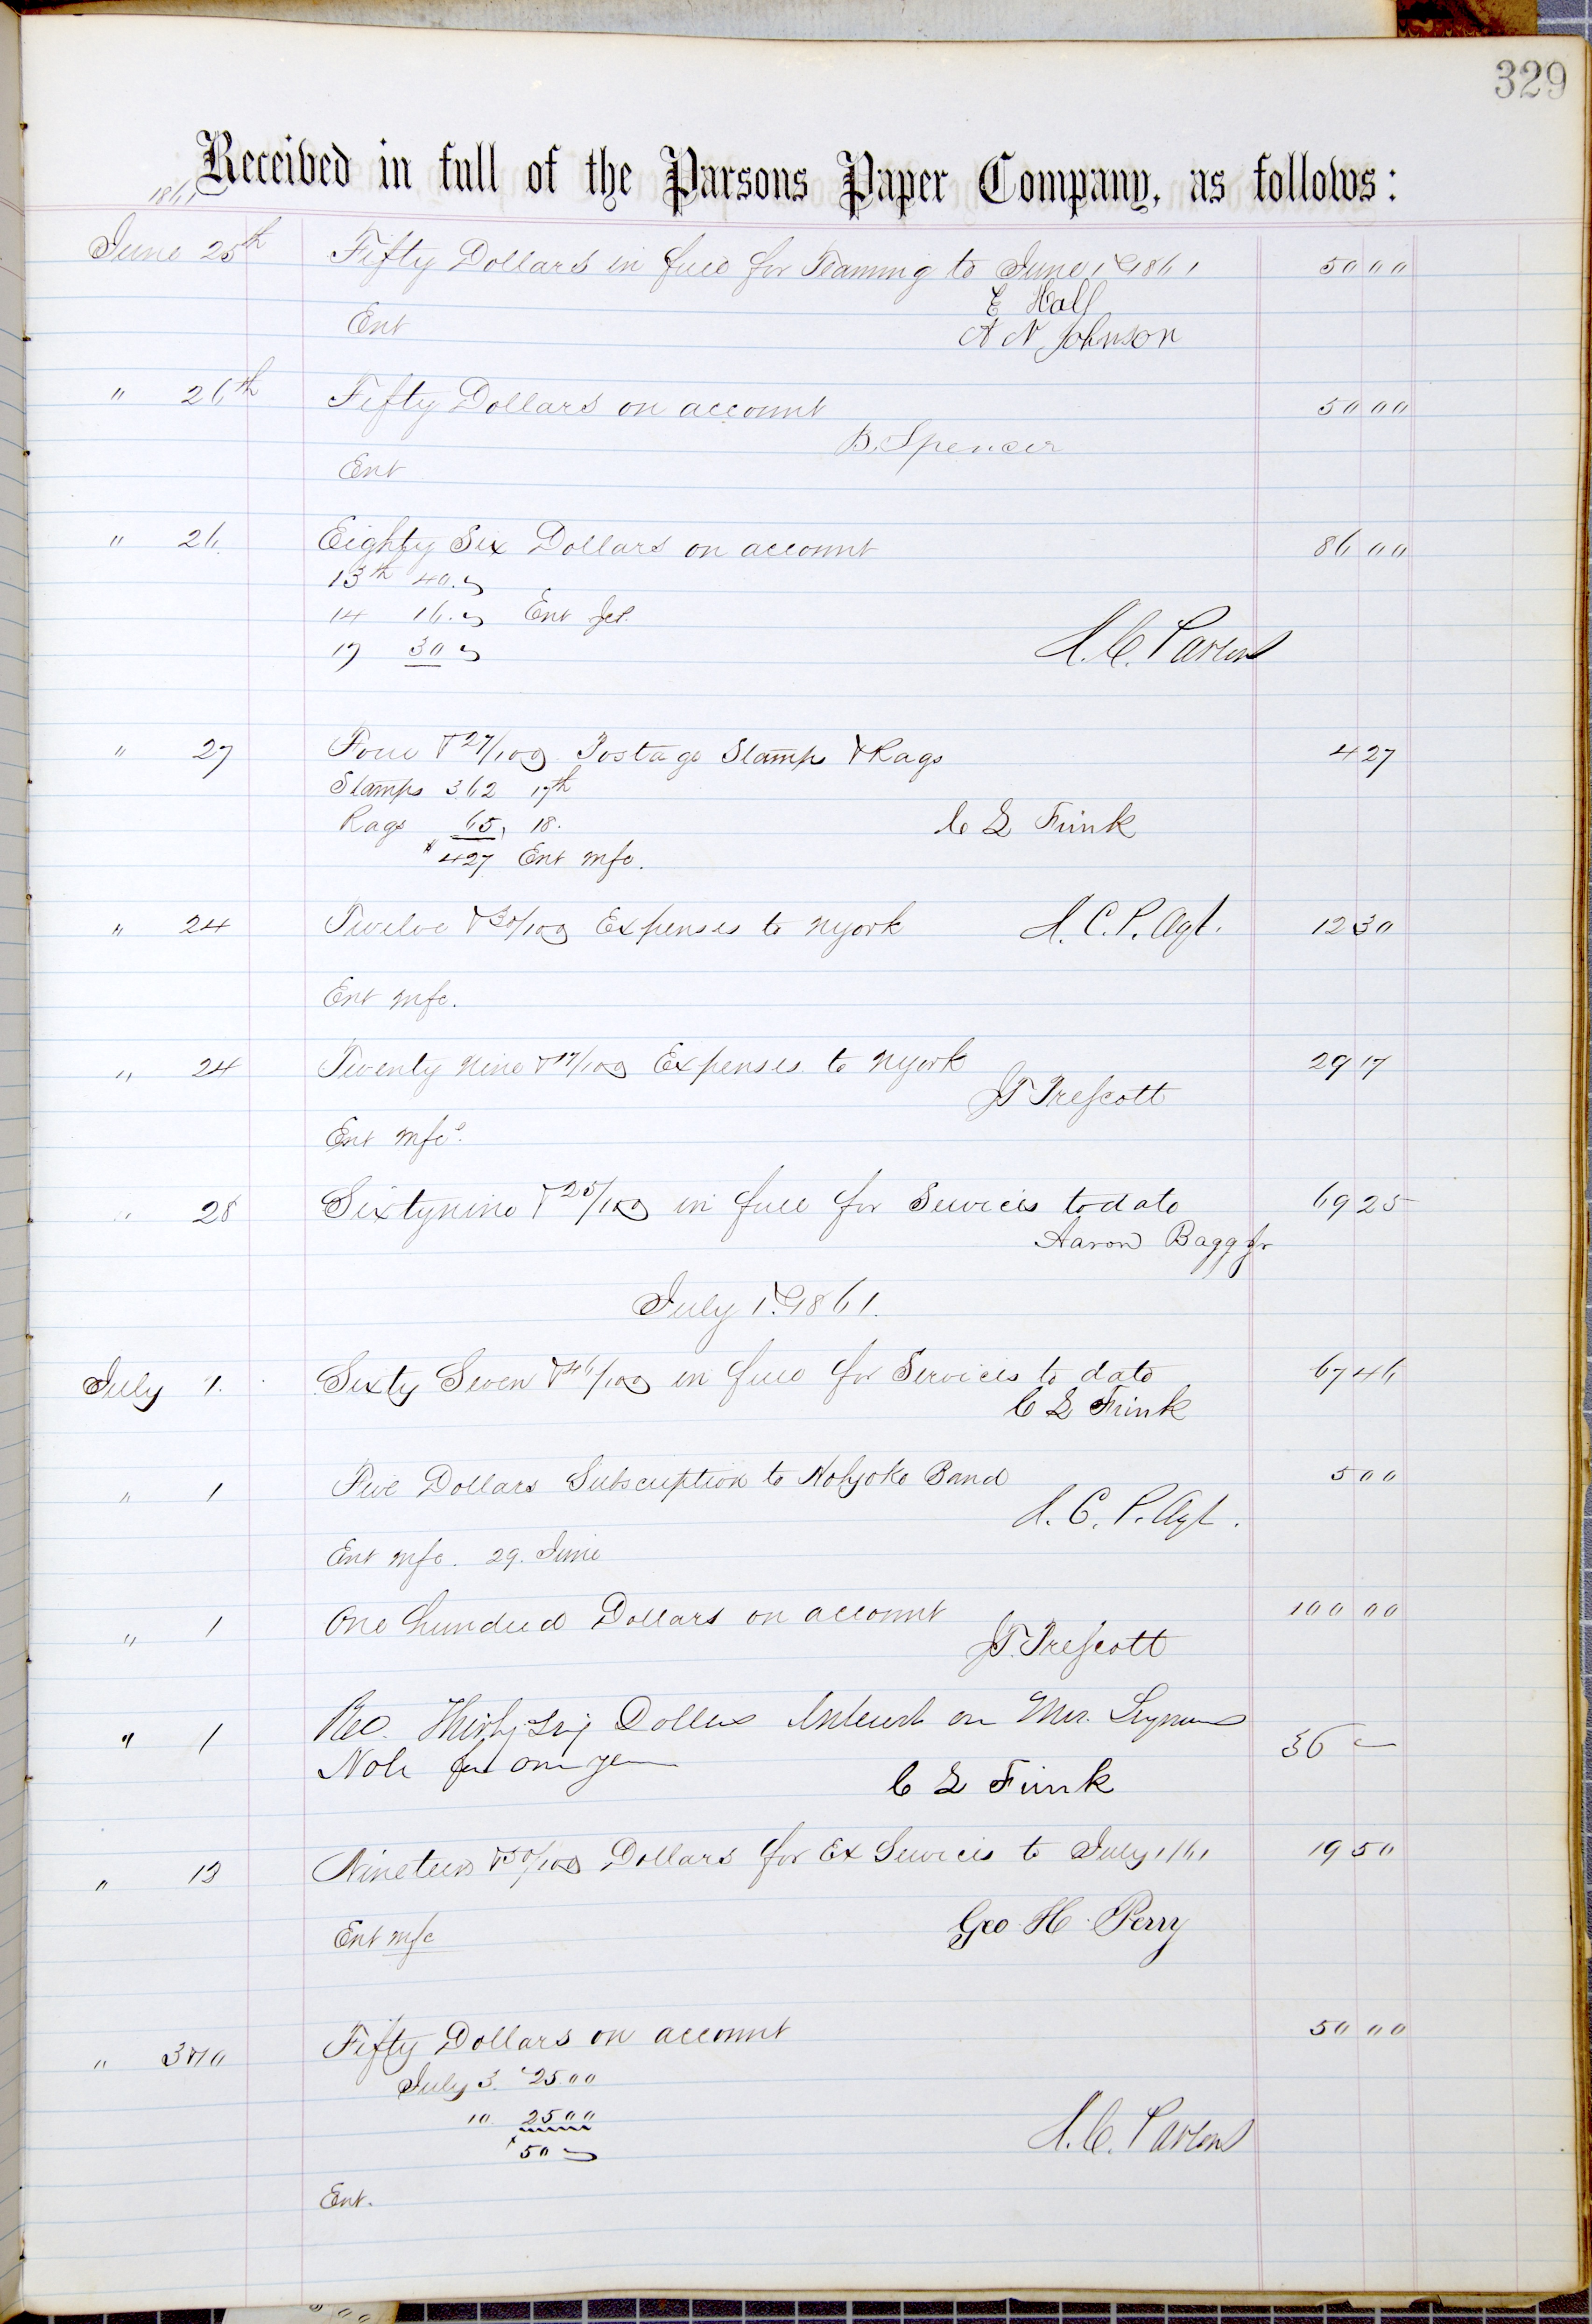 329
Received in full of the Parsons Paper Company, as follows:
1861
June 25th Fifty Dollars in full for Teaming to June 1st 1861 50 00
E Hall
Ent
A N Johnson
" 26th Fifty Dollars on account 50 00
B. Spencer
Ent
" 26 Eighty Six Dollars on account 86 00
13th 40.
14 16. Ent
17 30
" 27 Four & 27/100 Postage Stamps & Rags 4 27
Stamps 3.62 17th
Rags 65, 18.
C L Frink
$4 27 Ent Mfc.
" 24 Twelve & 30/100 Expenses to NYork J. C. P. Agt. 12 30
Ent Mfc.
" 24 Twenty Nine & 17/100 Expenses to NYork 29 17
JT Prescott
Ent Mfc.
" 28 Sixtynine & 25/100 in full for Services to date 69 25
Aaron Bagg Jr
July 1st 1861.
July 1. Sixty Seven & 46/100 in full for Services to date 67 46
C L Frink
" 1 Five Dollars Subscription to Holyoke Band 5 00
J. C. P. Agt.
Ent Mfc. 29. June
" 1 One hundred Dollars on account 100 00
J.T. Prescott
" 1 Rec. Thirty Six Dollars Interest on Mrs. 36
Note for one year
C L Frink
" 13 Nineteen & 50/100 Dollars for Ex Services to July 1/61 19 50
Geo. H. Perry
Ent Mfc
" 3 & 10 Fifty Dollars on account 50 00
July 3. 25.00
10. 25 00
$50
J. C. Parsons
Ent.